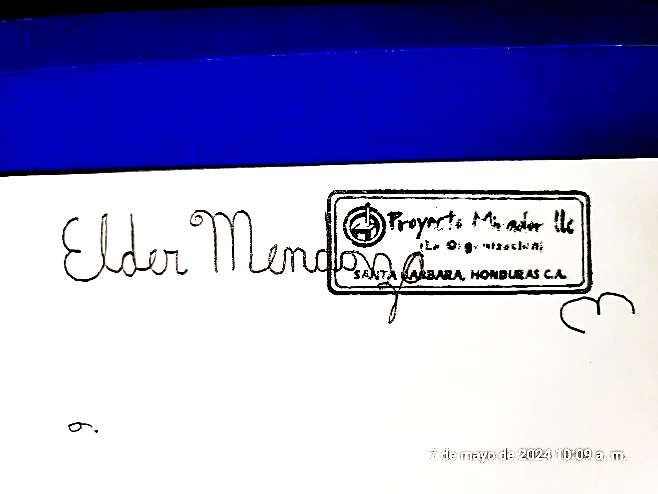 Elder Mendoza
Proyecto Mirador llc
(La Organización)
SANTA BARBARA, HONDURAS C.A.
a.
7 de mayo de 2024 10:09 a. m.